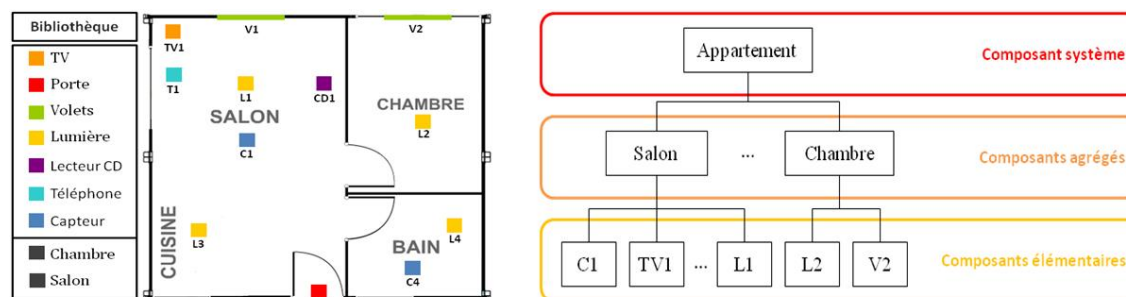 Bibliothèque
TV
Porte
Volets
Lumière
Lecteur CD
Téléphone
Capteur
Chambre
Salon
V1
V2
TV1
T1
L1
CD1
SALON
CHAMBRE
L2
C1
CUISINE
L3
L4
BAIN
C4
Appartement
Composant système
Salon
...
Chambre
Composants agrégés
C1
TV1
...
L1
L2
V2
Composants élémentaires